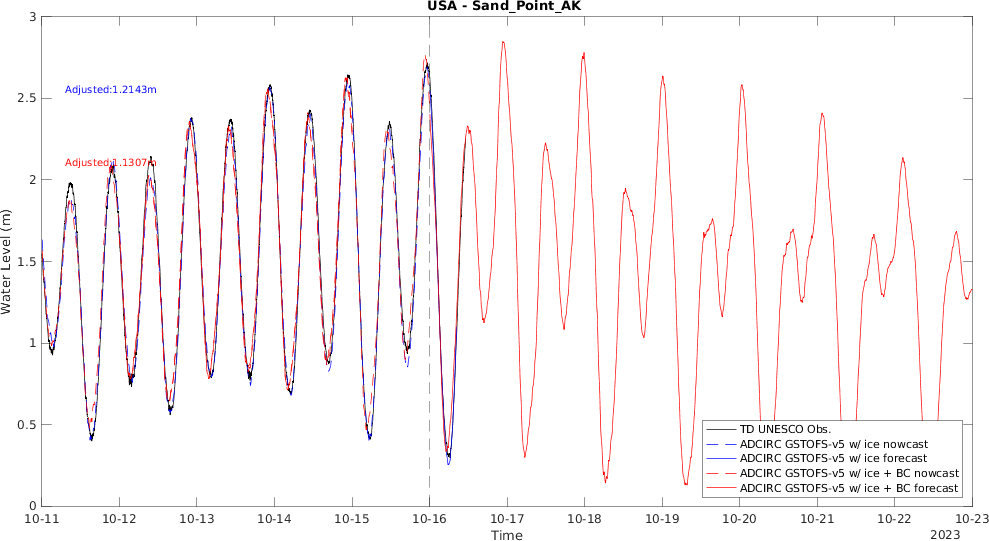 USA - Sand_Point_AK
3
2.5
2
1.5
1
0.5
0
Water Level (m)
Adjusted:1.2143m
Adjusted:1.1307m
TD UNESCO Obs.
ADCIRC GSTOFS-v5 w/ ice nowcast
ADCIRC GSTOFS-v5 w/ ice forecast
ADCIRC GSTOFS-v5 w/ ice + BC nowcast
ADCIRC GSTOFS-v5 w/ ice + BC forecast
10-11 10-12 10-13 10-14 10-15 10-16 10-17 10-18 10-19 10-20 10-21 10-22 10-23
Time 2023